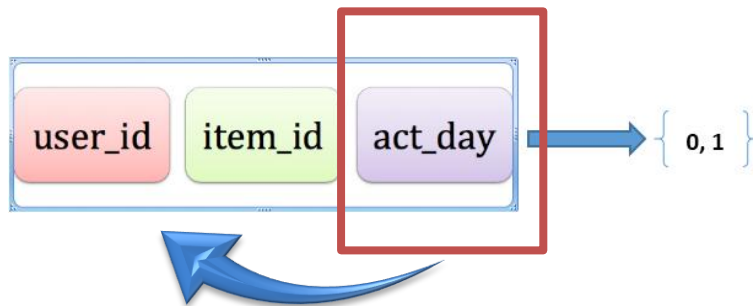 user_id item_id act_day { 0, 1 }